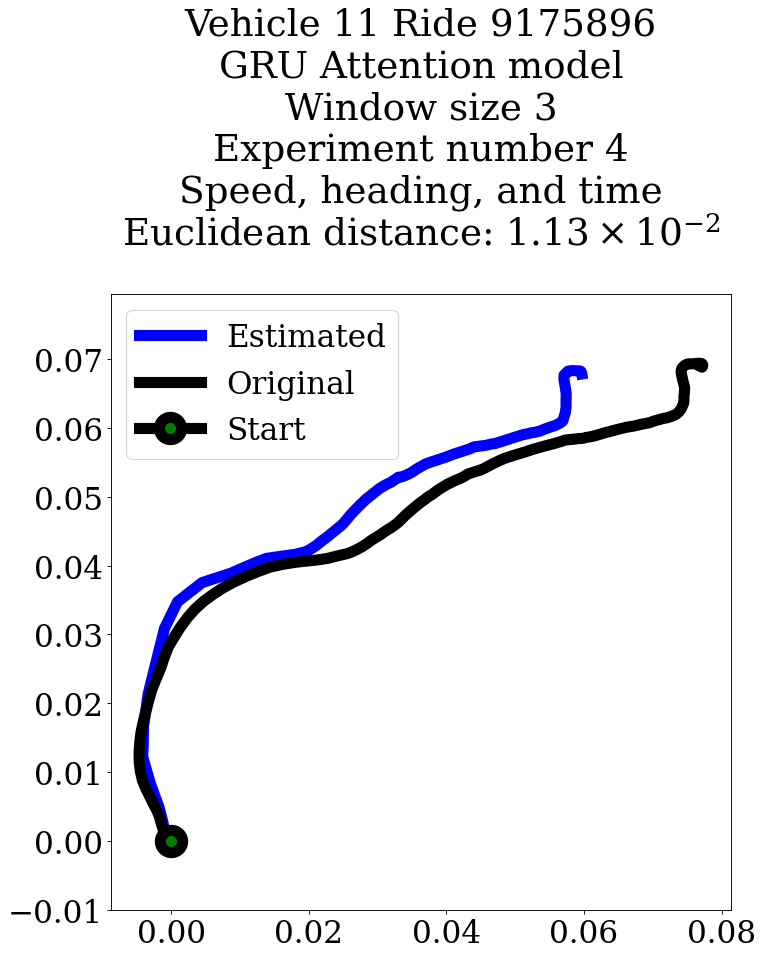 Vehicle 11 Ride 9175896
GRU Attention model
Window size 3
Experiment number 4
Speed, heading, and time
Euclidean distance: 1.13 × 10⁻²
Estimated
Original
Start
0.07
0.06
0.05
0.04
0.03
0.02
0.01
0.00
−0.01
0.00 0.02 0.04 0.06 0.08